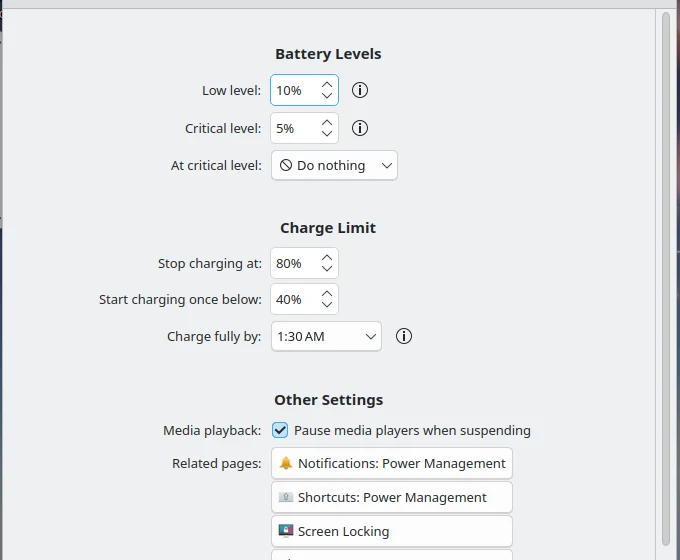 Battery Levels
Low level: 10%
Critical level: 5%
At critical level: Do nothing
Charge Limit
Stop charging at: 80%
Start charging once below: 40%
Charge fully by: 1:30 AM
Other Settings
Media playback: Pause media players when suspending
Related pages: Notifications: Power Management
Shortcuts: Power Management
Screen Locking